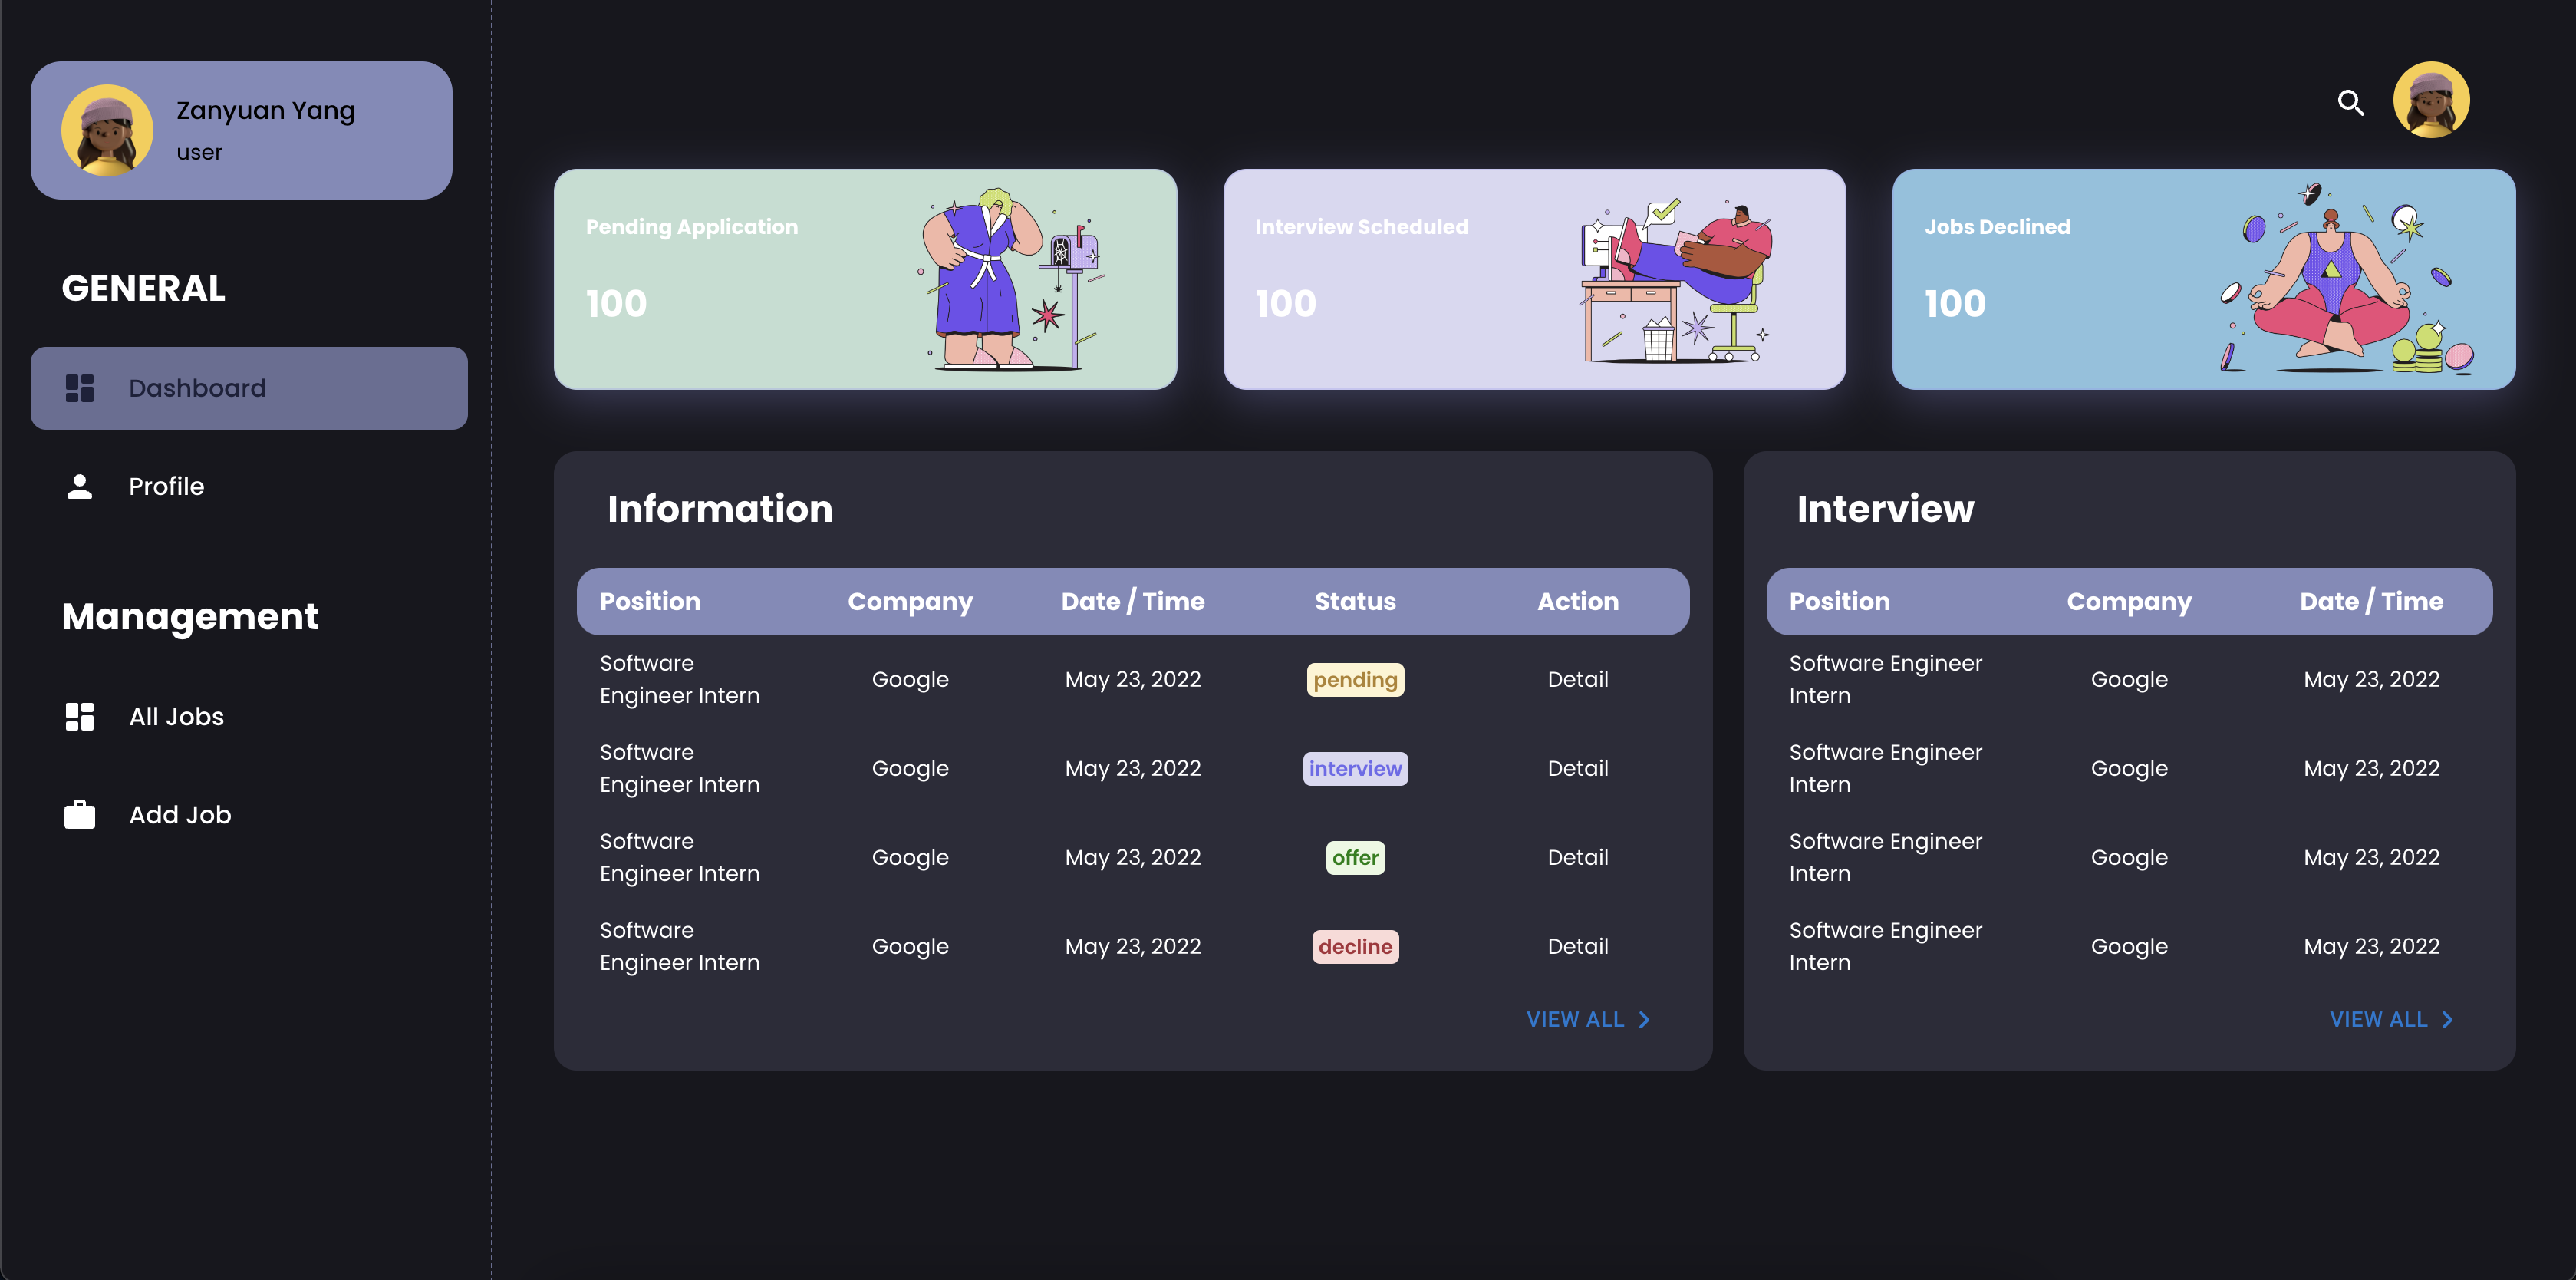 Zanyuan Yang
user
GENERAL
Dashboard
Profile
Management
All Jobs
Add Job
Pending Application
100
Interview Scheduled
100
Jobs Declined
100
Information
Position Company Date / Time Status Action
Software
Engineer Intern
Google May 23, 2022 pending Detail
Software
Engineer Intern
Google May 23, 2022 interview Detail
Software
Engineer Intern
Google May 23, 2022 offer Detail
Software
Engineer Intern
Google May 23, 2022 decline Detail
VIEW ALL
Interview
Position Company Date / Time
Software Engineer
Intern
Google May 23, 2022
Software Engineer
Intern
Google May 23, 2022
Software Engineer
Intern
Google May 23, 2022
Software Engineer
Intern
Google May 23, 2022
VIEW ALL